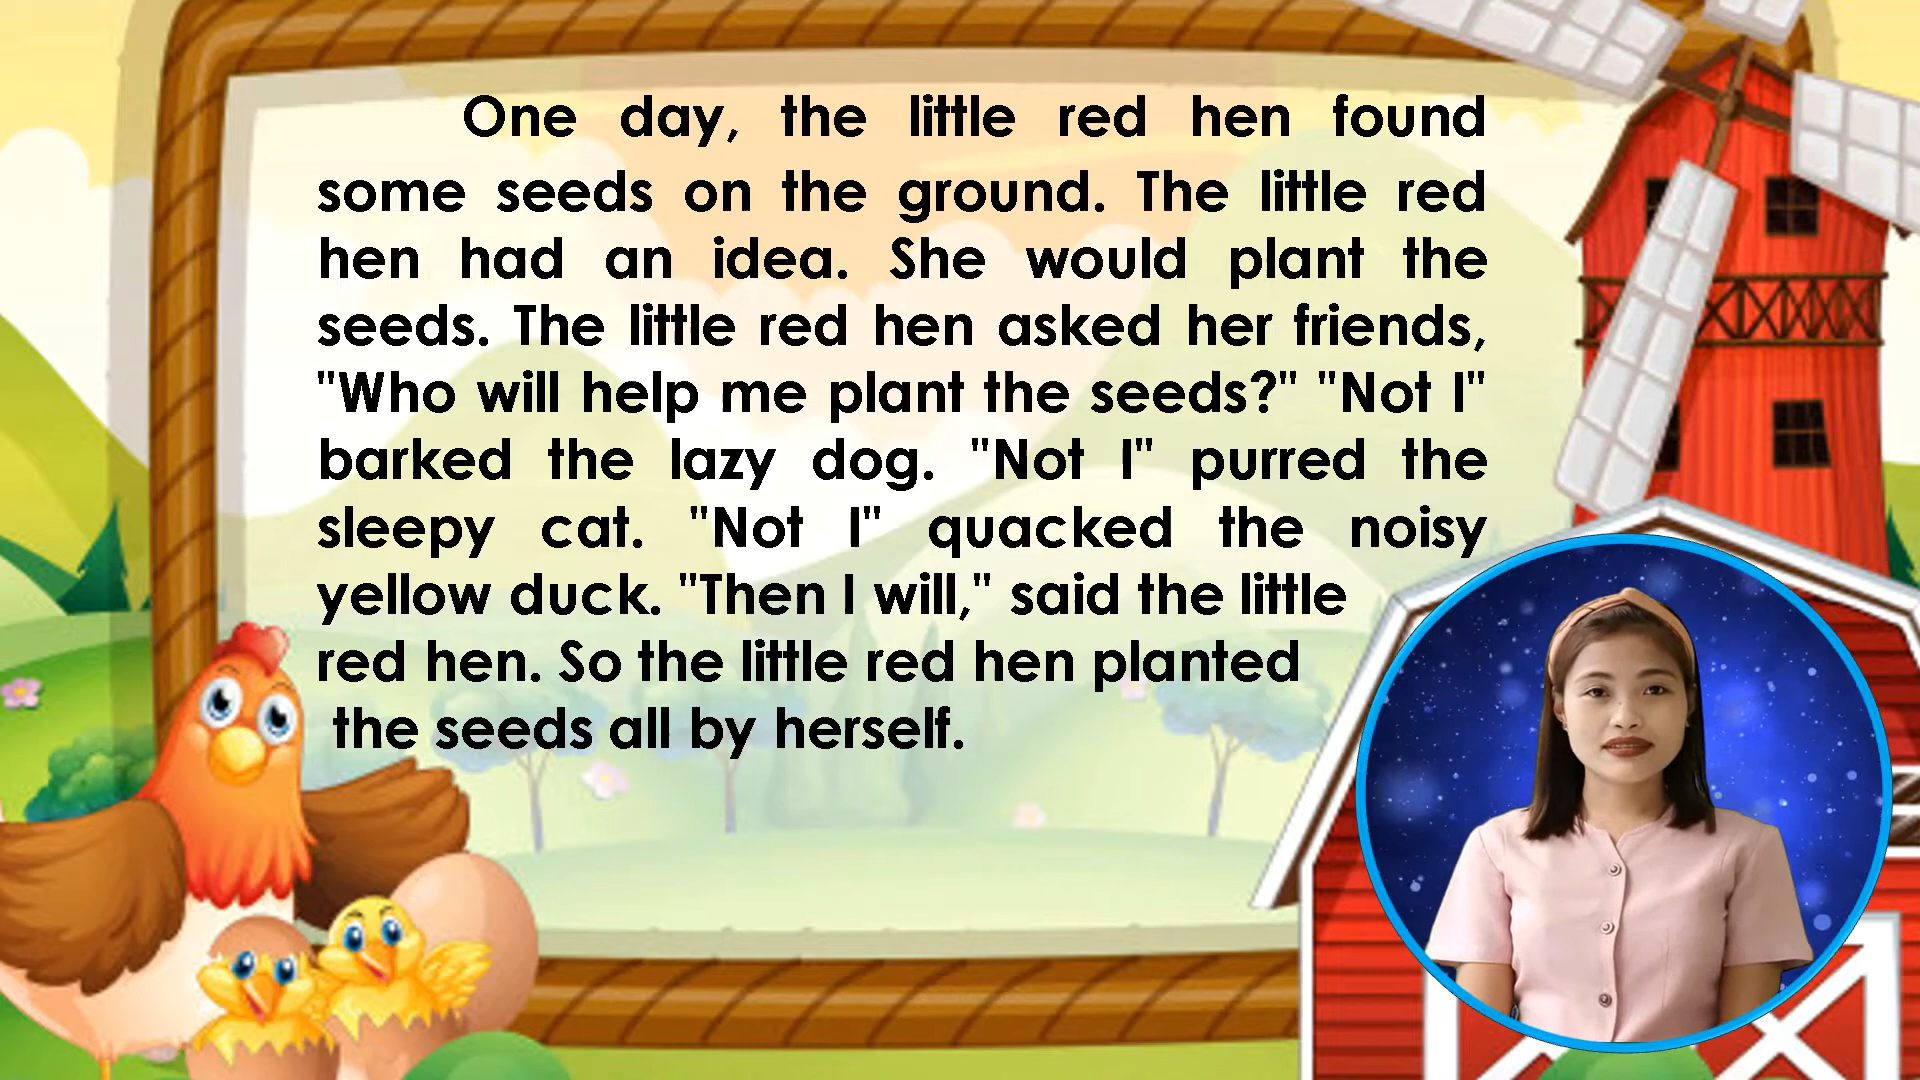 One day, the little red hen found
some seeds on the ground. The little red
hen had an idea. She would plant the
seeds. The little red hen asked her friends,
"Who will help me plant the seeds?" "Not I"
barked the lazy dog. "Not I" purred the
sleepy cat. "Not I" quacked the noisy
yellow duck. "Then I will," said the little
red hen. So the little red hen planted
the seeds all by herself.